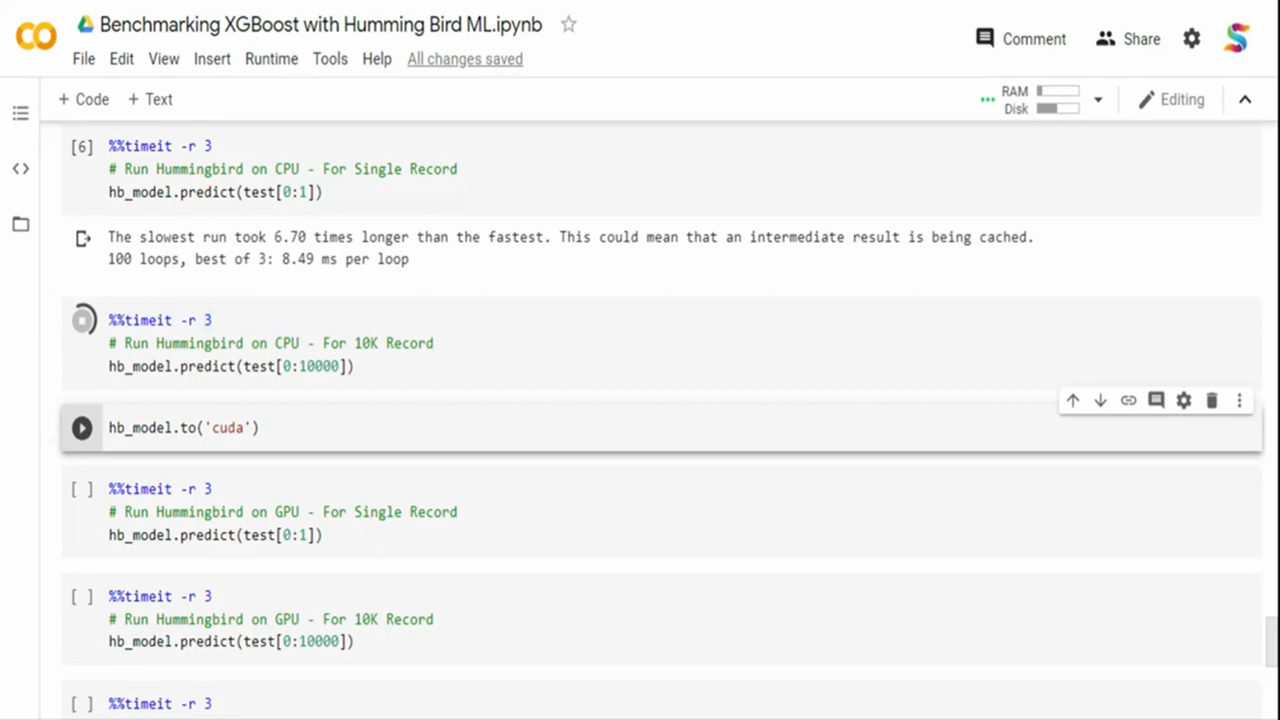 Benchmarking XGBoost with Humming Bird ML.ipynb
Comment
Share
File Edit View Insert Runtime Tools Help All changes saved
+ Code + Text
RAM
Disk
Editing
[6] %%timeit -r 3
# Run Hummingbird on CPU - For Single Record
hb_model.predict(test[0:1])
The slowest run took 6.70 times longer than the fastest. This could mean that an intermediate result is being cached.
100 loops, best of 3: 8.49 ms per loop
%%timeit -r 3
# Run Hummingbird on CPU - For 10K Record
hb_model.predict(test[0:10000])
hb_model.to('cuda')
[ ] %%timeit -r 3
# Run Hummingbird on GPU - For Single Record
hb_model.predict(test[0:1])
[ ] %%timeit -r 3
# Run Hummingbird on GPU - For 10K Record
hb_model.predict(test[0:10000])
[ ] %%timeit -r 3